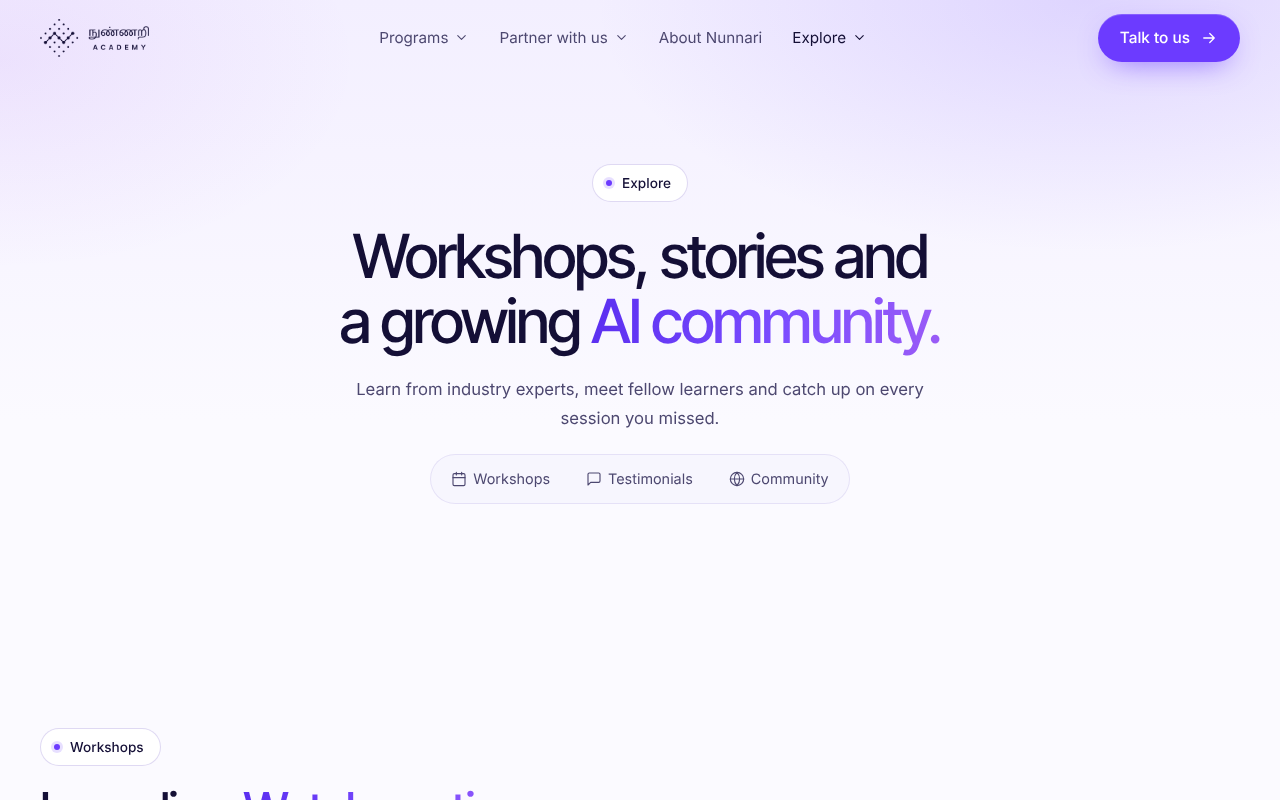 நுண்ணறி
ACADEMY
Programs
Partner with us
About Nunnari
Explore
Talk to us
Explore
Workshops, stories and
a growing AI community.
Learn from industry experts, meet fellow learners and catch up on every
session you missed.
Workshops
Testimonials
Community
Workshops